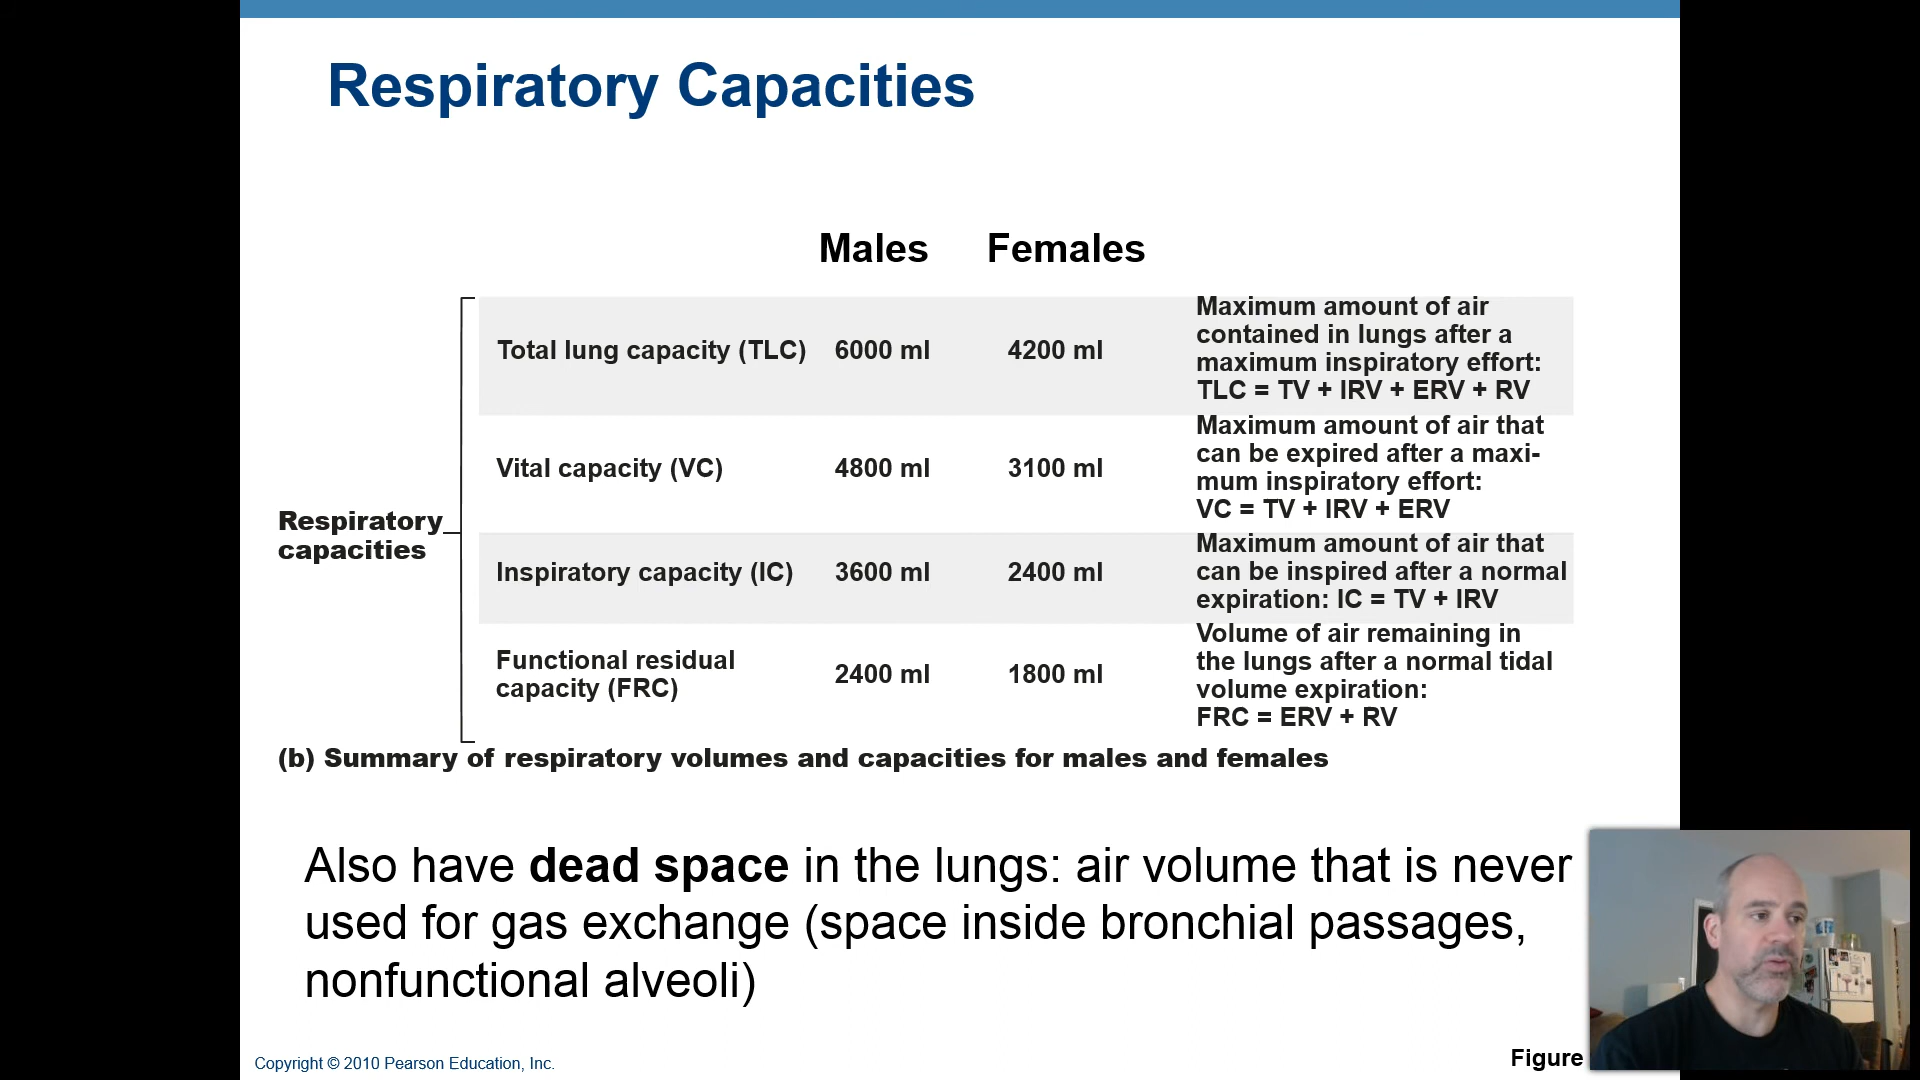 Respiratory Capacities
Males Females
Total lung capacity (TLC) 6000 ml 4200 ml
Maximum amount of air
contained in lungs after a
maximum inspiratory effort:
TLC = TV + IRV + ERV + RV
Vital capacity (VC) 4800 ml 3100 ml
Maximum amount of air that
can be expired after a maxi-
mum inspiratory effort:
VC = TV + IRV + ERV
Respiratory
capacities
Inspiratory capacity (IC) 3600 ml 2400 ml
Maximum amount of air that
can be inspired after a normal
expiration: IC = TV + IRV
Functional residual
capacity (FRC) 2400 ml 1800 ml
Volume of air remaining in
the lungs after a normal tidal
volume expiration:
FRC = ERV + RV
(b) Summary of respiratory volumes and capacities for males and females
Also have dead space in the lungs: air volume that is never
used for gas exchange (space inside bronchial passages,
nonfunctional alveoli)
Copyright © 2010 Pearson Education, Inc.
Figure